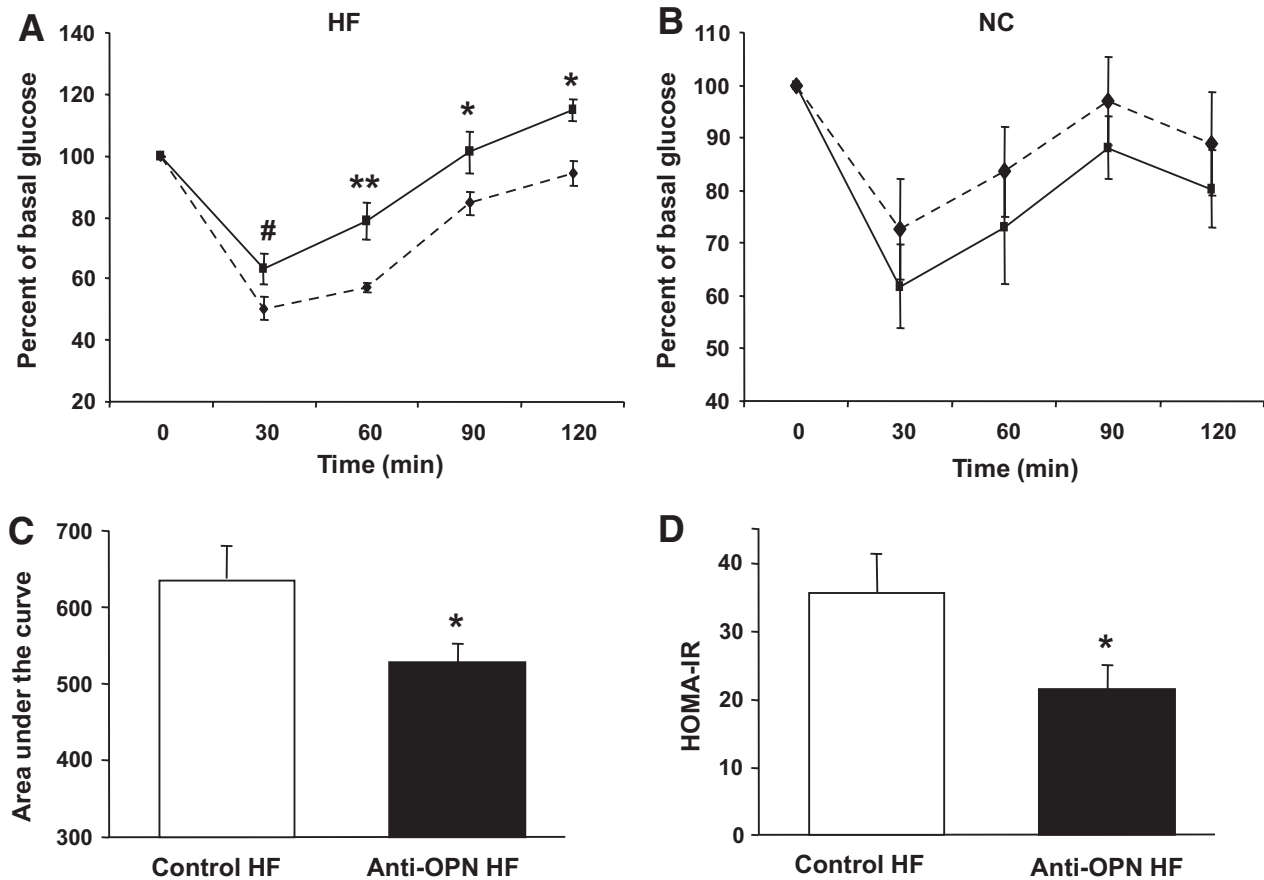 A
HF
140
120
100
80
60
40
20
Percent of basal glucose
#
**
*
*
0 30 60 90 120
Time (min)
B
NC
110
100
90
80
70
60
50
40
Percent of basal glucose
0 30 60 90 120
Time (min)
C
700
600
500
400
300
Area under the curve
*
Control HF Anti-OPN HF
D
40
30
20
10
0
HOMA-IR
*
Control HF Anti-OPN HF